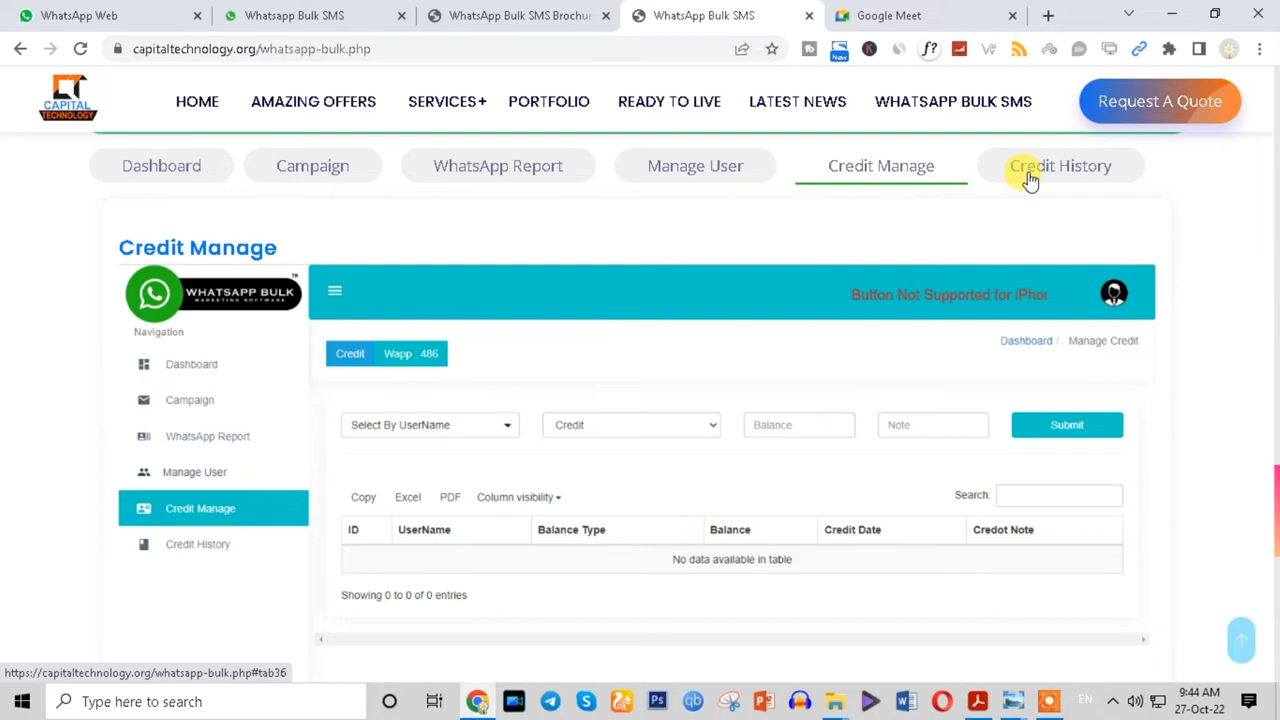 WhatsApp Web
Whatsapp Bulk SMS
WhatsApp Bulk SMS Brochur
WhatsApp Bulk SMS
Google Meet
capitaltechnology.org/whatsapp-bulk.php
New
f?
CAPITAL
TECHNOLOGY
HOME
AMAZING OFFERS
SERVICES+
PORTFOLIO
READY TO LIVE
LATEST NEWS
WHATSAPP BULK SMS
Request A Quote
Dashboard
Campaign
WhatsApp Report
Manage User
Credit Manage
Credit History
Credit Manage
WHATSAPP BULK
MARKETING SOFTWARE
TM
Button Not Supported for iPhor
Navigation
Dashboard
Campaign
WhatsApp Report
Manage User
Credit Manage
Credit History
Credit Wapp : 486
Dashboard / Manage Credit
Select By UserName
Credit
Balance
Note
Submit
Copy Excel PDF Column visibility
Search:
ID UserName Balance Type Balance Credit Date Credot Note
No data available in table
Showing 0 to 0 of 0 entries
https://capitaltechnology.org/whatsapp-bulk.php#tab36
Type here to search
EN
9:44 AM
27-Oct-22